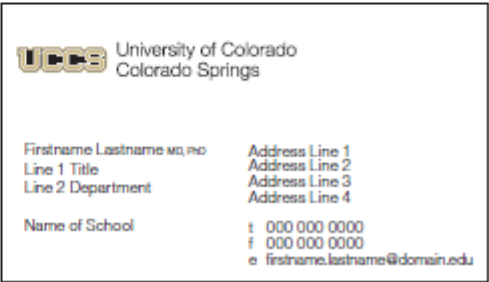 UCCS
University of Colorado
Colorado Springs
Firstname Lastname MD, PhD
Line 1 Title
Line 2 Department
Name of School
Address Line 1
Address Line 2
Address Line 3
Address Line 4
t 000 000 0000
f 000 000 0000
e firstname.lastname@domain.edu